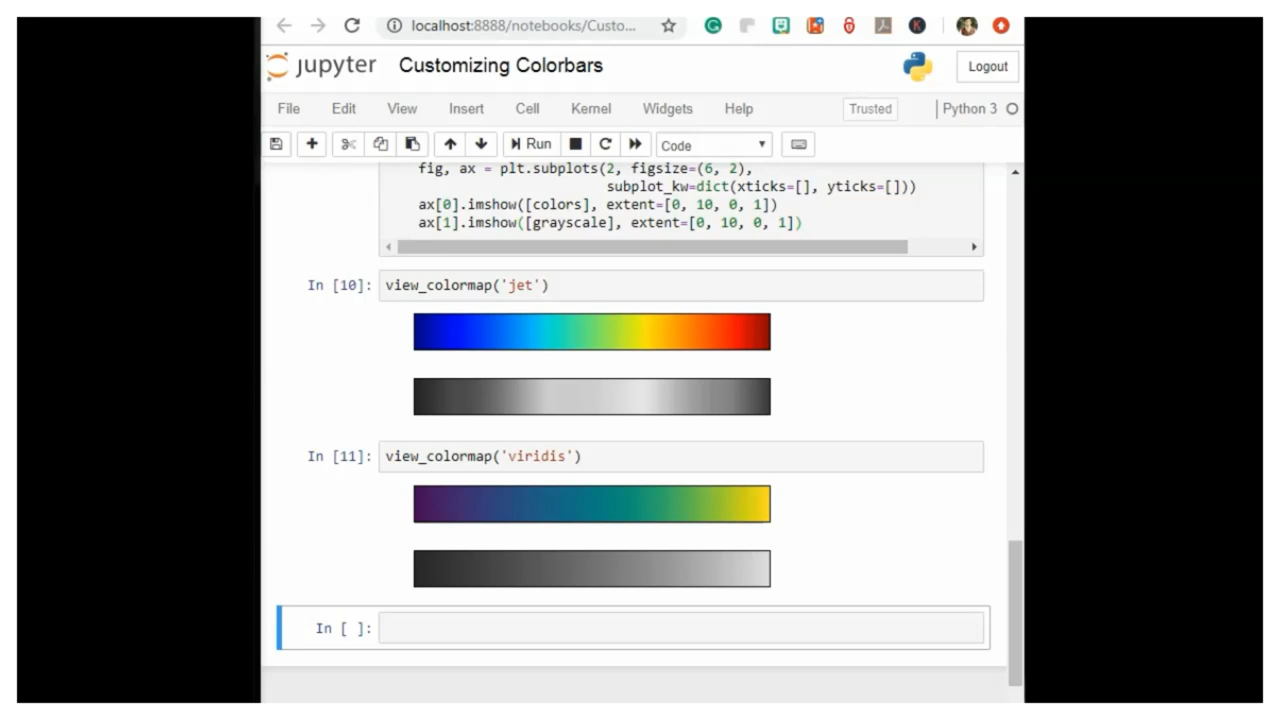 localhost:8888/notebooks/Custo...
jupyter Customizing Colorbars Logout
File Edit View Insert Cell Kernel Widgets Help Trusted Python 3
Run Code
fig, ax = plt.subplots(2, figsize=(6, 2),
subplot_kw=dict(xticks=[], yticks=[]))
ax[0].imshow([colors], extent=[0, 10, 0, 1])
ax[1].imshow([grayscale], extent=[0, 10, 0, 1])
In [10]: view_colormap('jet')
In [11]: view_colormap('viridis')
In [ ]: